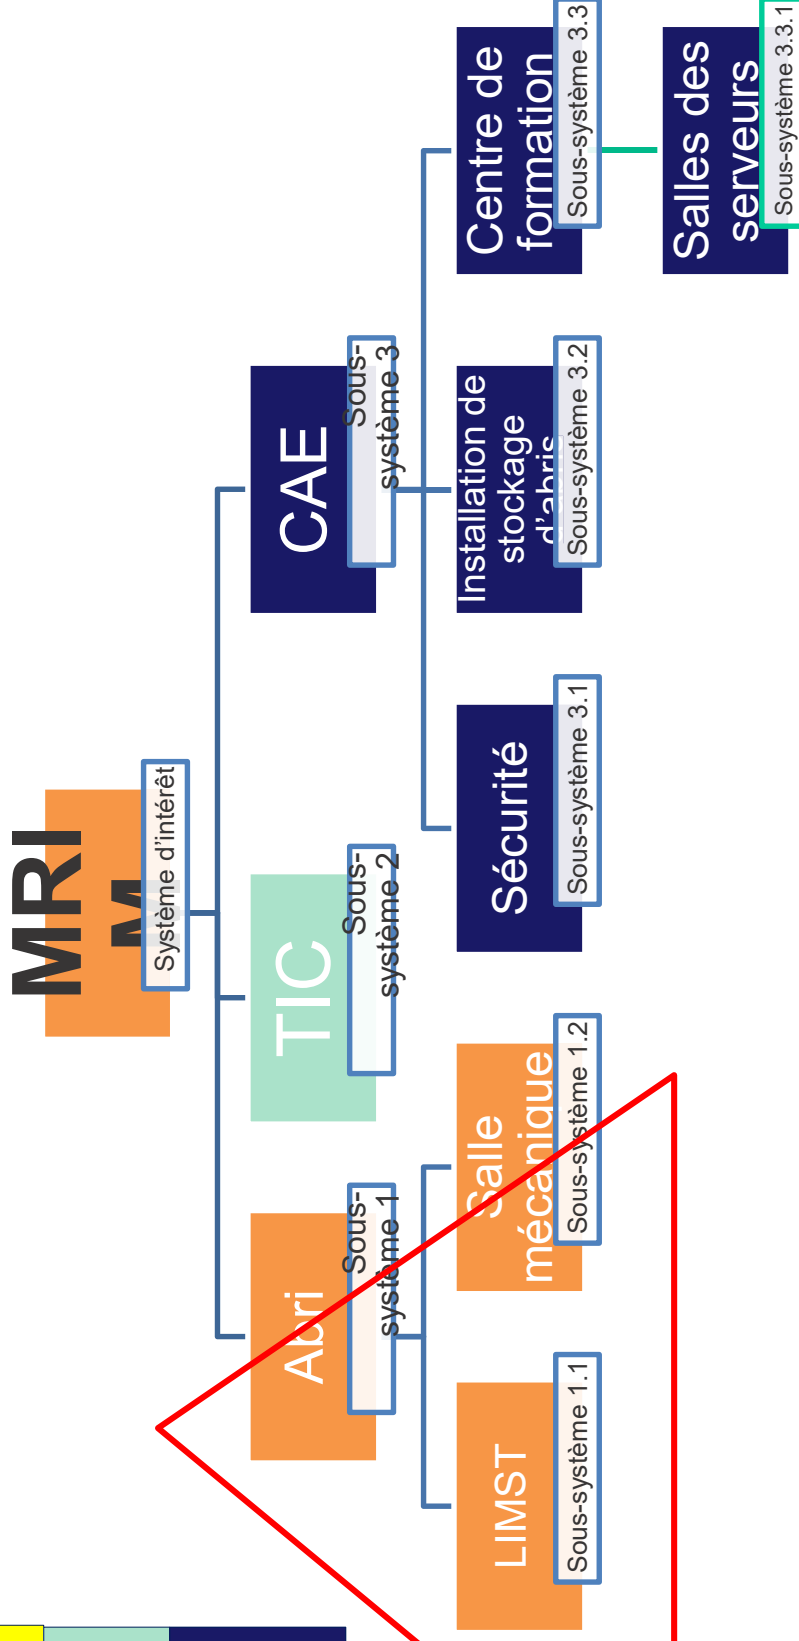 MRI
M
Système d'intérêt
Abri
Sous-
système 1
TIC
Sous-
système 2
CAE
Sous-
système 3
LIMST
Sous-système 1.1
Salle
mécanique
Sous-système 1.2
Sécurité
Sous-système 3.1
Installation de
stockage
d'abris
Sous-système 3.2
Centre de
formation
Sous-système 3.3
Salles des
serveurs
Sous-système 3.3.1